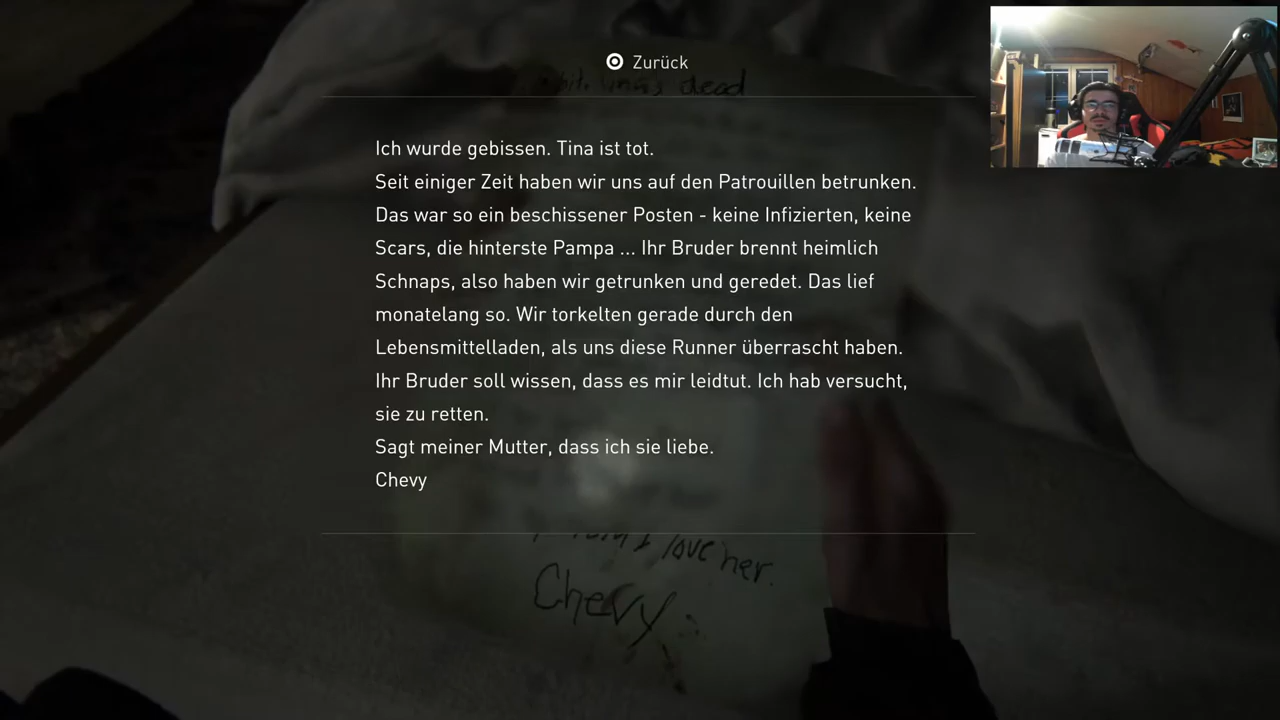 Zurück
dead
Ich wurde gebissen. Tina ist tot.
Seit einiger Zeit haben wir uns auf den Patrouillen betrunken.
Das war so ein beschissener Posten - keine Infizierten, keine
Scars, die hinterste Pampa ... Ihr Bruder brennt heimlich
Schnaps, also haben wir getrunken und geredet. Das lief
monatelang so. Wir torkelten gerade durch den
Lebensmittelladen, als uns diese Runner überrascht haben.
Ihr Bruder soll wissen, dass es mir leidtut. Ich hab versucht,
sie zu retten.
Sagt meiner Mutter, dass ich sie liebe.
Chevy
I love her.
Chevy